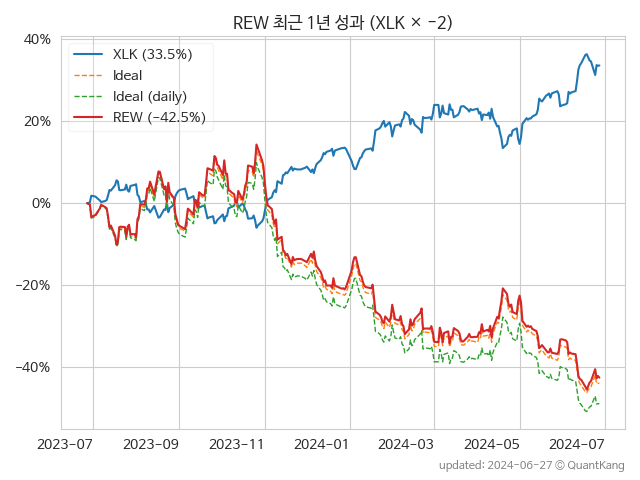 REW 최근 1년 성과 (XLK × −2)
40%
20%
0%
−20%
−40%
XLK (33.5%)
Ideal
Ideal (daily)
REW (−42.5%)
2023−07
2023−09
2023−11
2024−01
2024−03
2024−05
2024−07
updated: 2024-06-27 © QuantKang